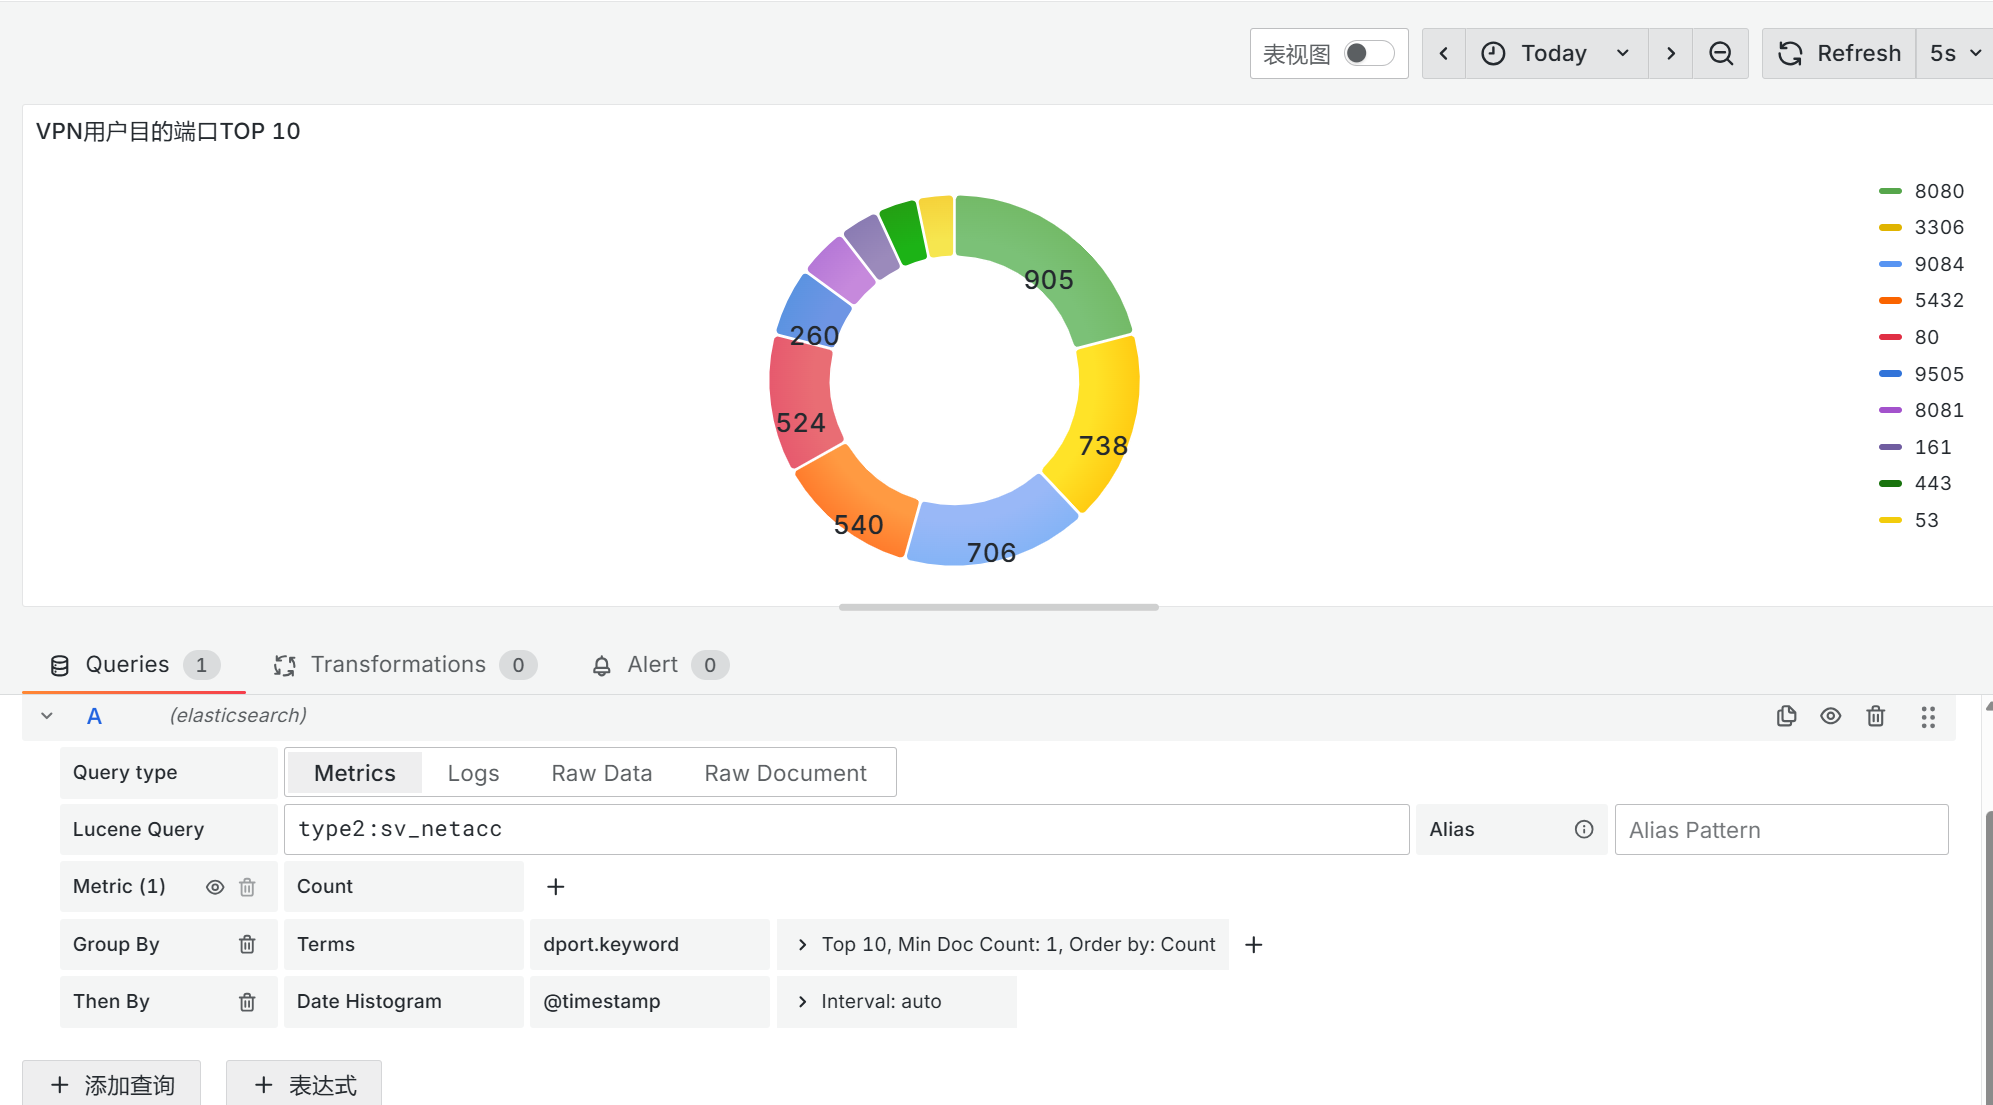 表视图 Today Refresh 5s
VPN用户目的端口TOP 10
8080
3306
9084
5432
80
9505
8081
161
443
53
905
260
524
738
540
706
Queries 1 Transformations 0 Alert 0
A (elasticsearch)
Query type Metrics Logs Raw Data Raw Document
Lucene Query type2:sv_netacc Alias Alias Pattern
Metric (1) Count
Group By Terms dport.keyword Top 10, Min Doc Count: 1, Order by: Count
Then By Date Histogram @timestamp Interval: auto
+ 添加查询 + 表达式